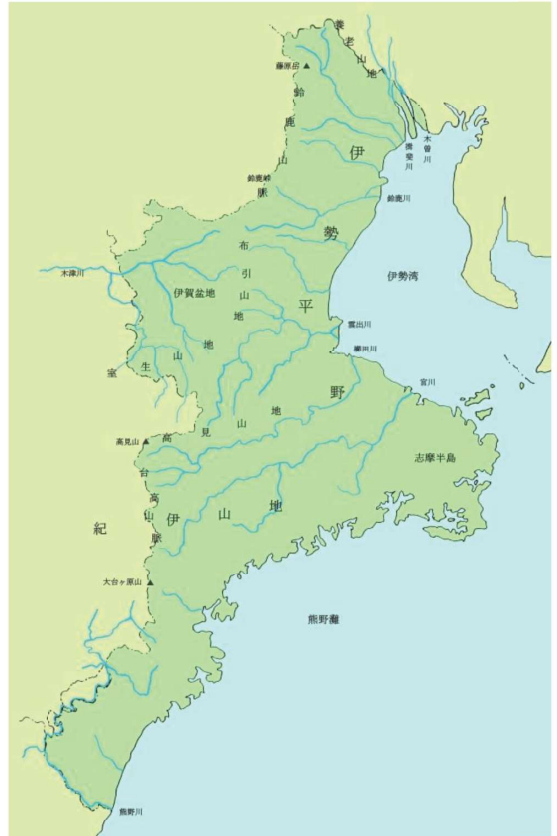 養老山地
藤原岳
鈴鹿山脈
木曽川
揖斐川
伊勢平野
鈴鹿峠
鈴鹿川
布引山地
伊勢湾
木津川
伊賀盆地
雲出川
櫛田川
室生山地
宮川
高見山地
高見山
志摩半島
台高山脈
紀伊山地
大台ヶ原山
熊野灘
熊野川